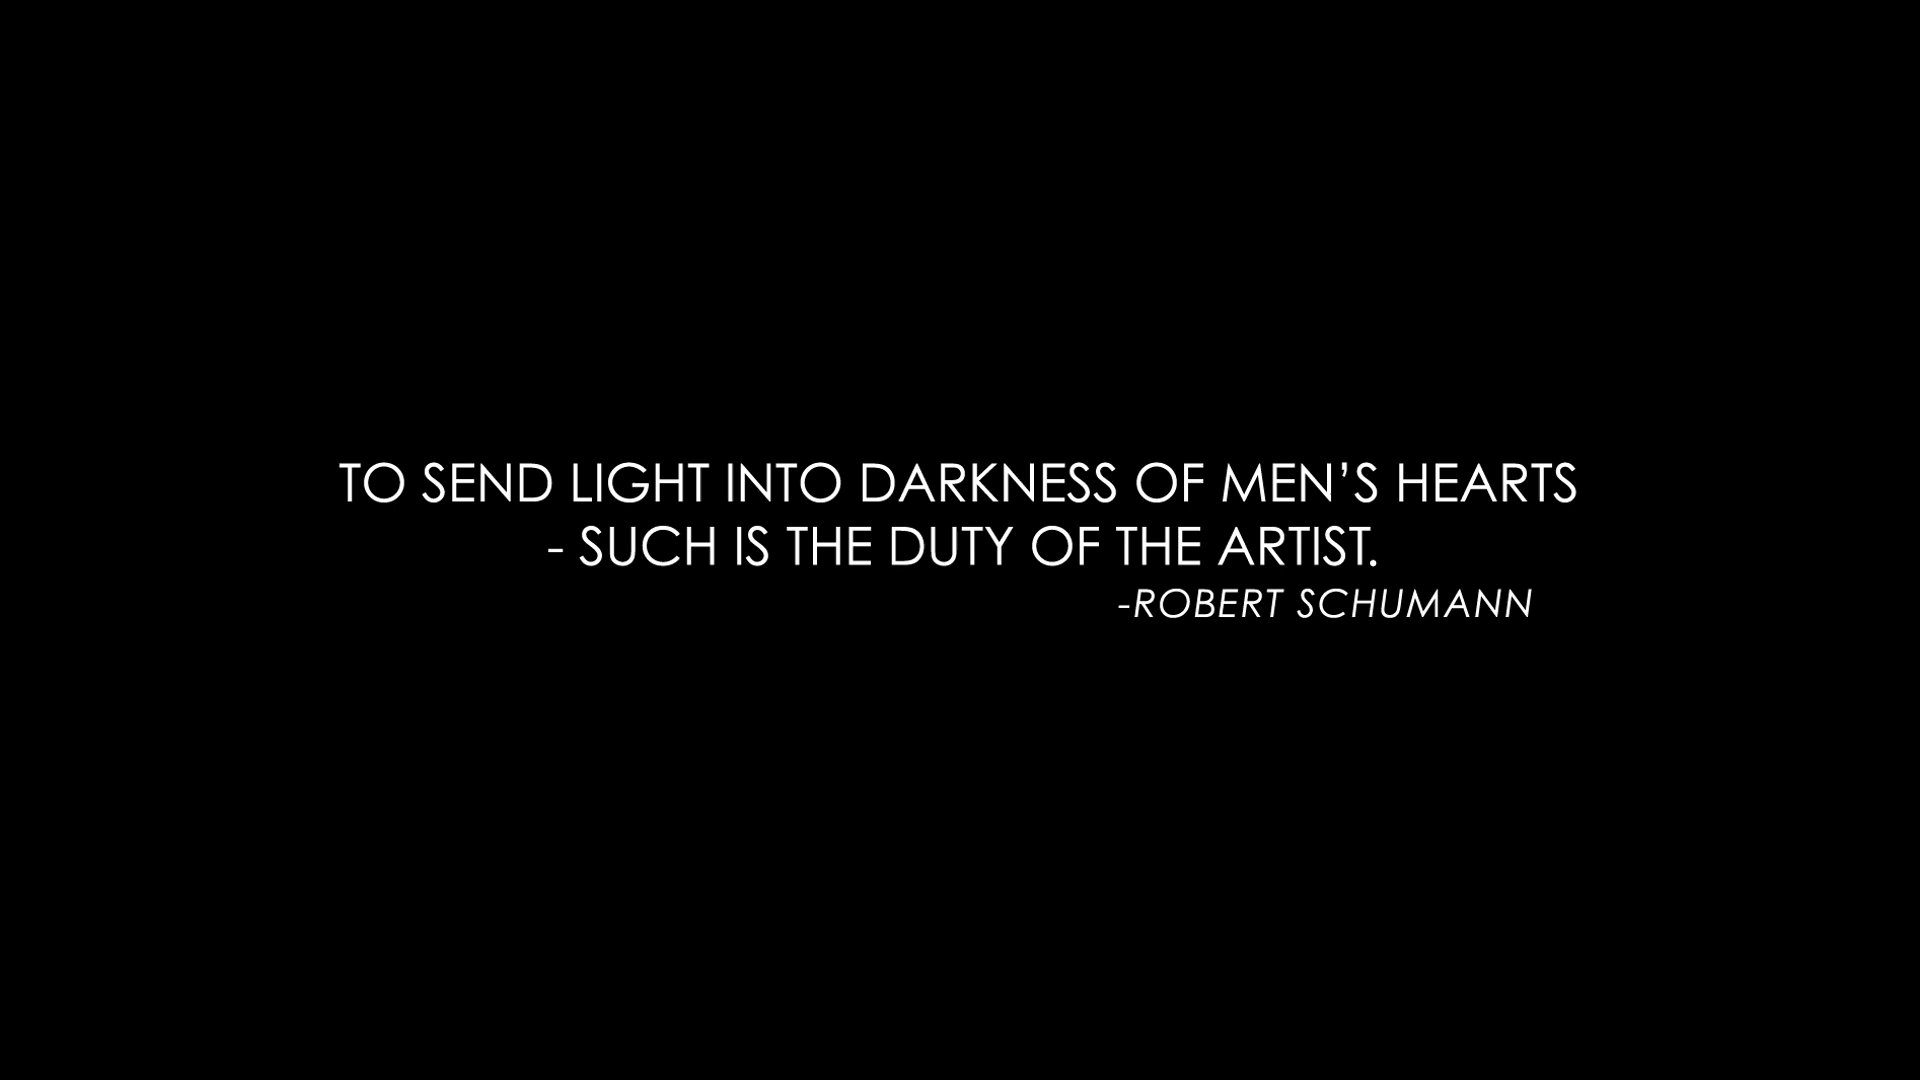 TO SEND LIGHT INTO DARKNESS OF MEN’S HEARTS
- SUCH IS THE DUTY OF THE ARTIST.
-ROBERT SCHUMANN